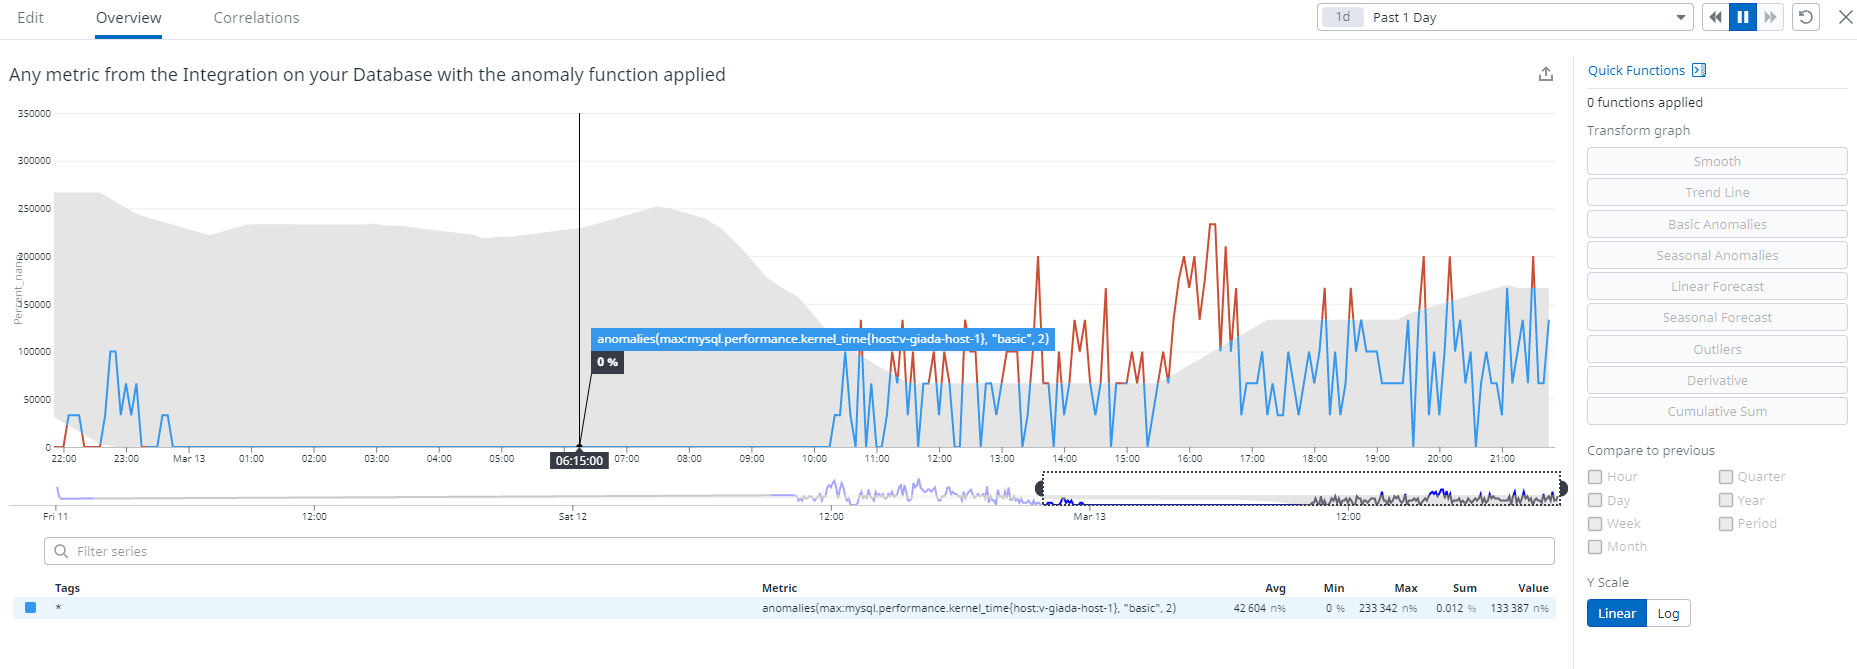 Edit Overview Correlations 1d Past 1 Day
Any metric from the Integration on your Database with the anomaly function applied
Quick Functions
0 functions applied
Transform graph
Smooth
Trend Line
Basic Anomalies
Seasonal Anomalies
Linear Forecast
Seasonal Forecast
Outliers
Derivative
Cumulative Sum
Compare to previous
Hour Quarter
Day Year
Week Period
Month
Y Scale
Linear Log
350000
300000
250000
200000
150000
100000
50000
0
Percent_nano
anomalies(max:mysql.performance.kernel_time{host:v-giada-host-1}, "basic", 2)
0 %
22:00 23:00 Mar 13 01:00 02:00 03:00 04:00 05:00 06:15:00 07:00 08:00 09:00 10:00 11:00 12:00 13:00 14:00 15:00 16:00 17:00 18:00 19:00 20:00 21:00
Fri 11 12:00 Sat 12 12:00 Mar 13 12:00
Filter series
Tags Metric Avg Min Max Sum Value
* anomalies(max:mysql.performance.kernel_time{host:v-giada-host-1}, "basic", 2) 42 604 n% 0 % 233 342 n% 0.012 % 133 387 n%